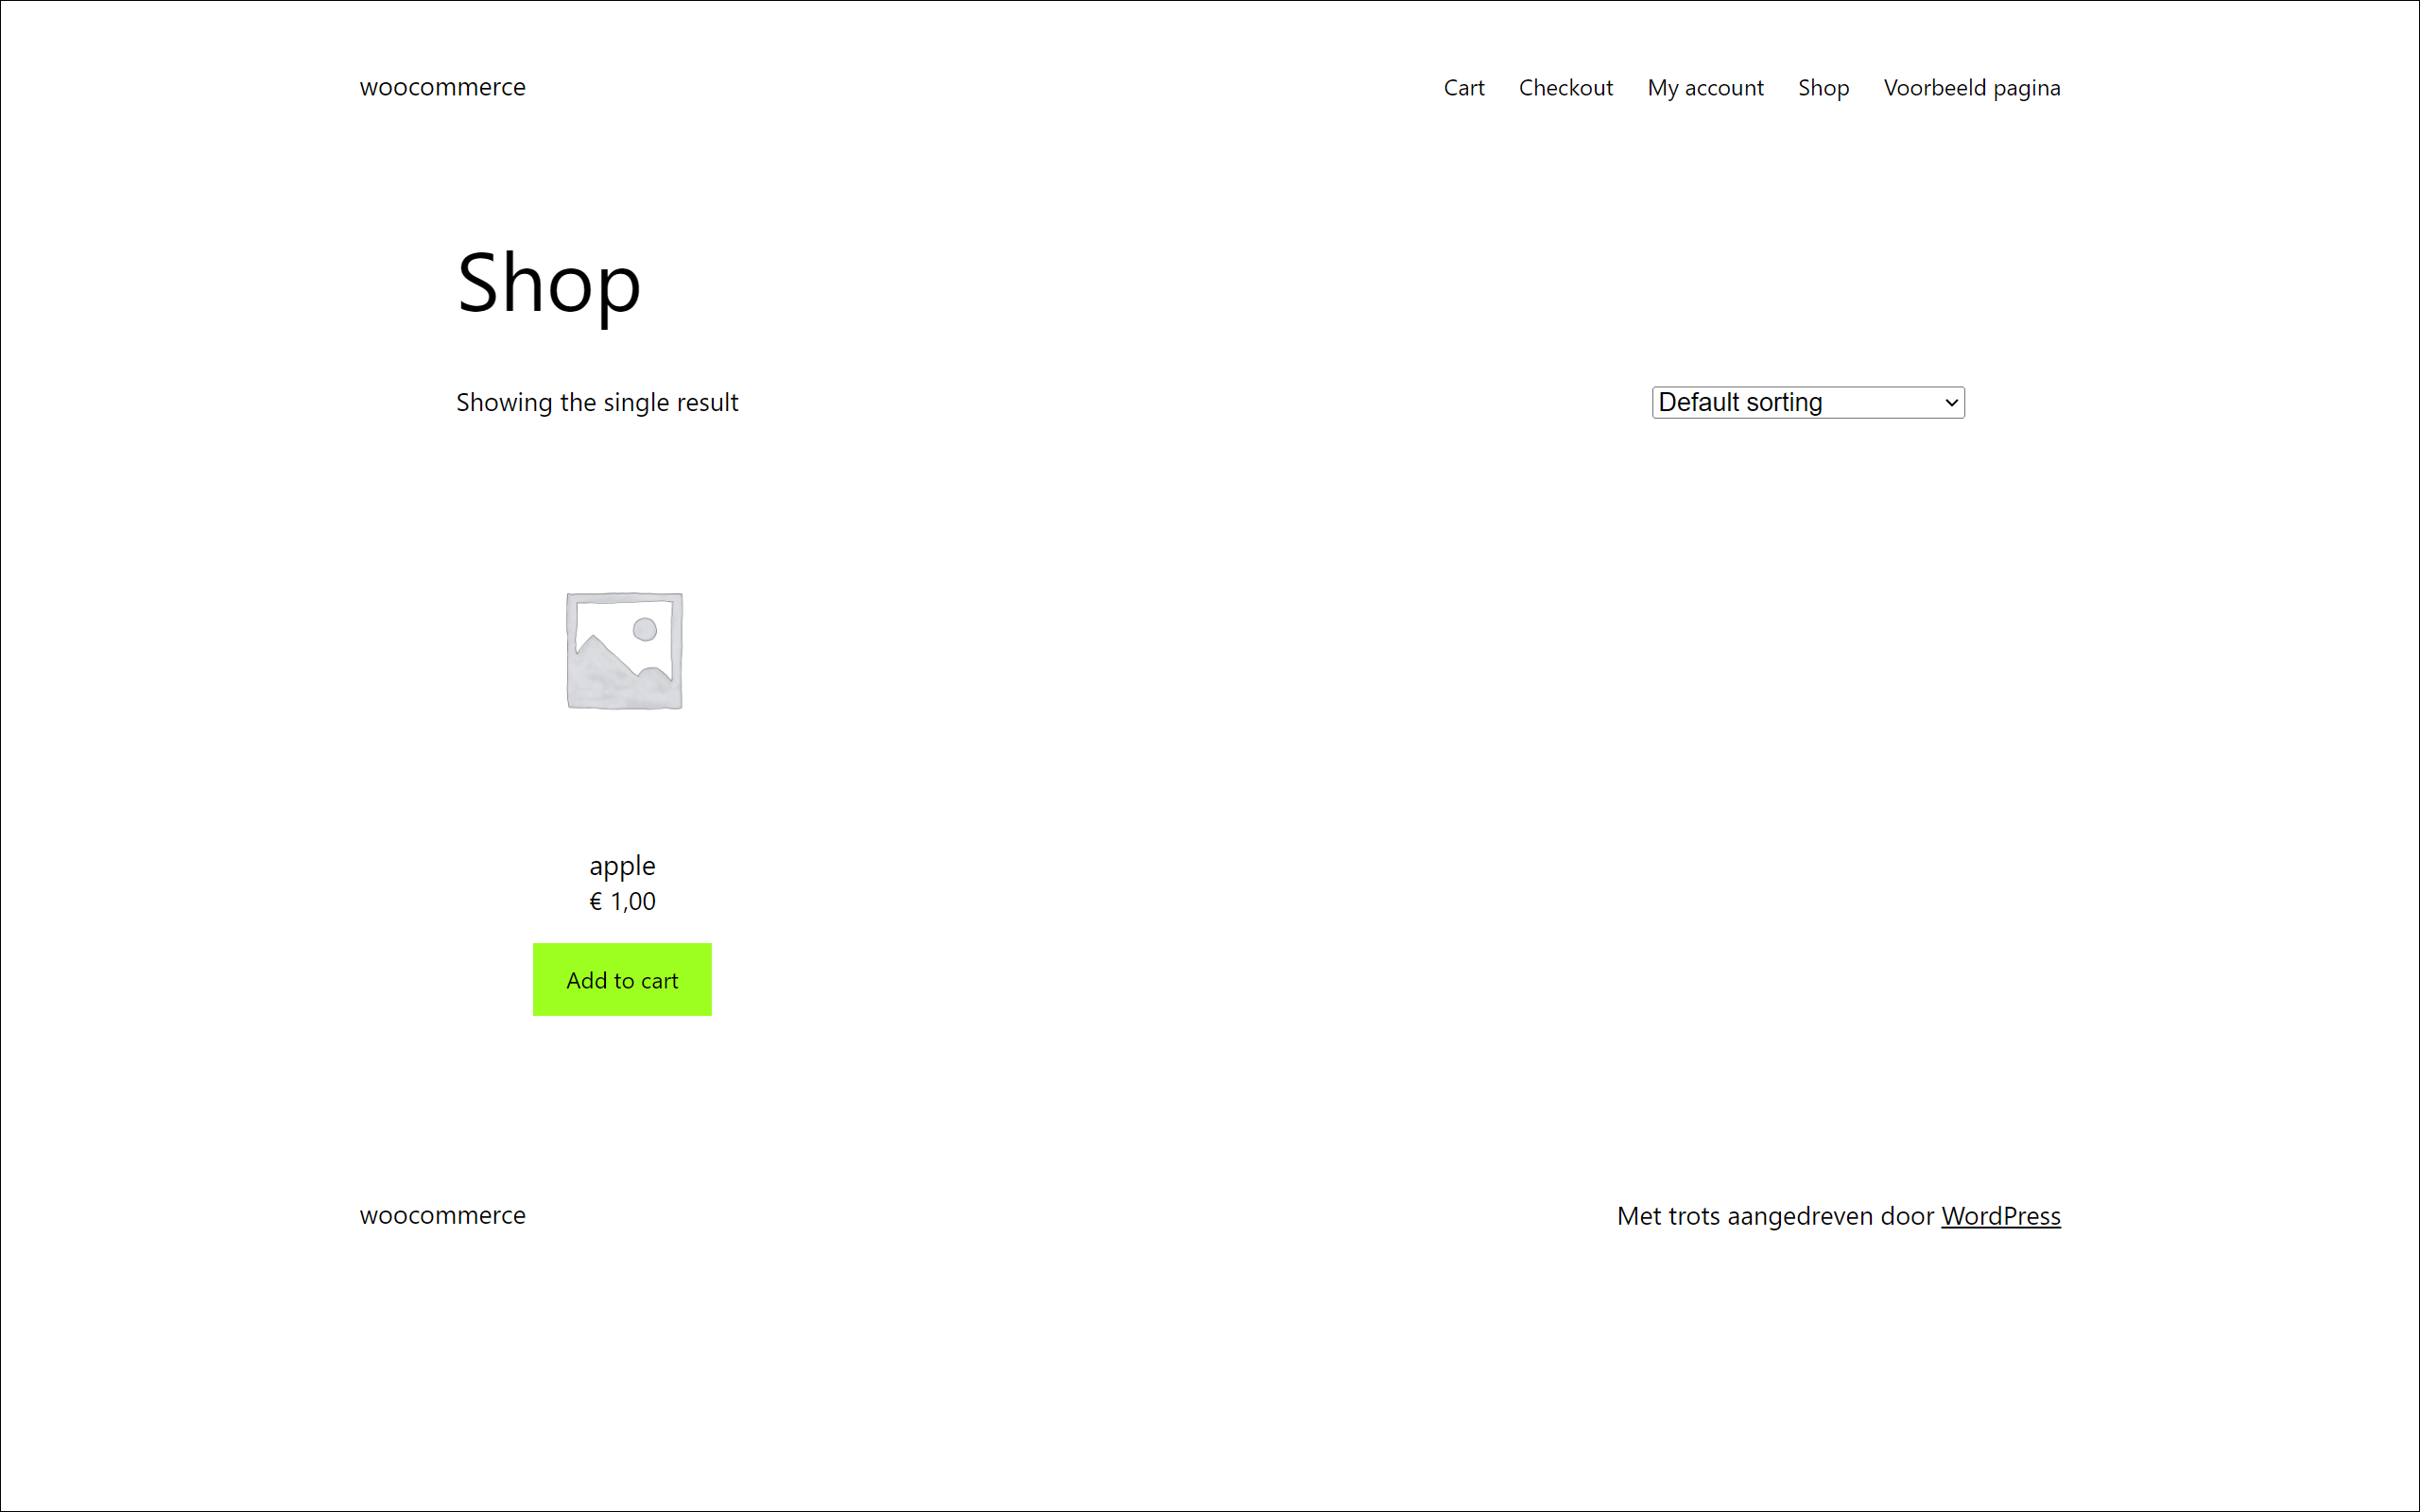 woocommerce
Cart Checkout My account Shop Voorbeeld pagina
Shop
Showing the single result
Default sorting
apple
€ 1,00
Add to cart
woocommerce
Met trots aangedreven door WordPress